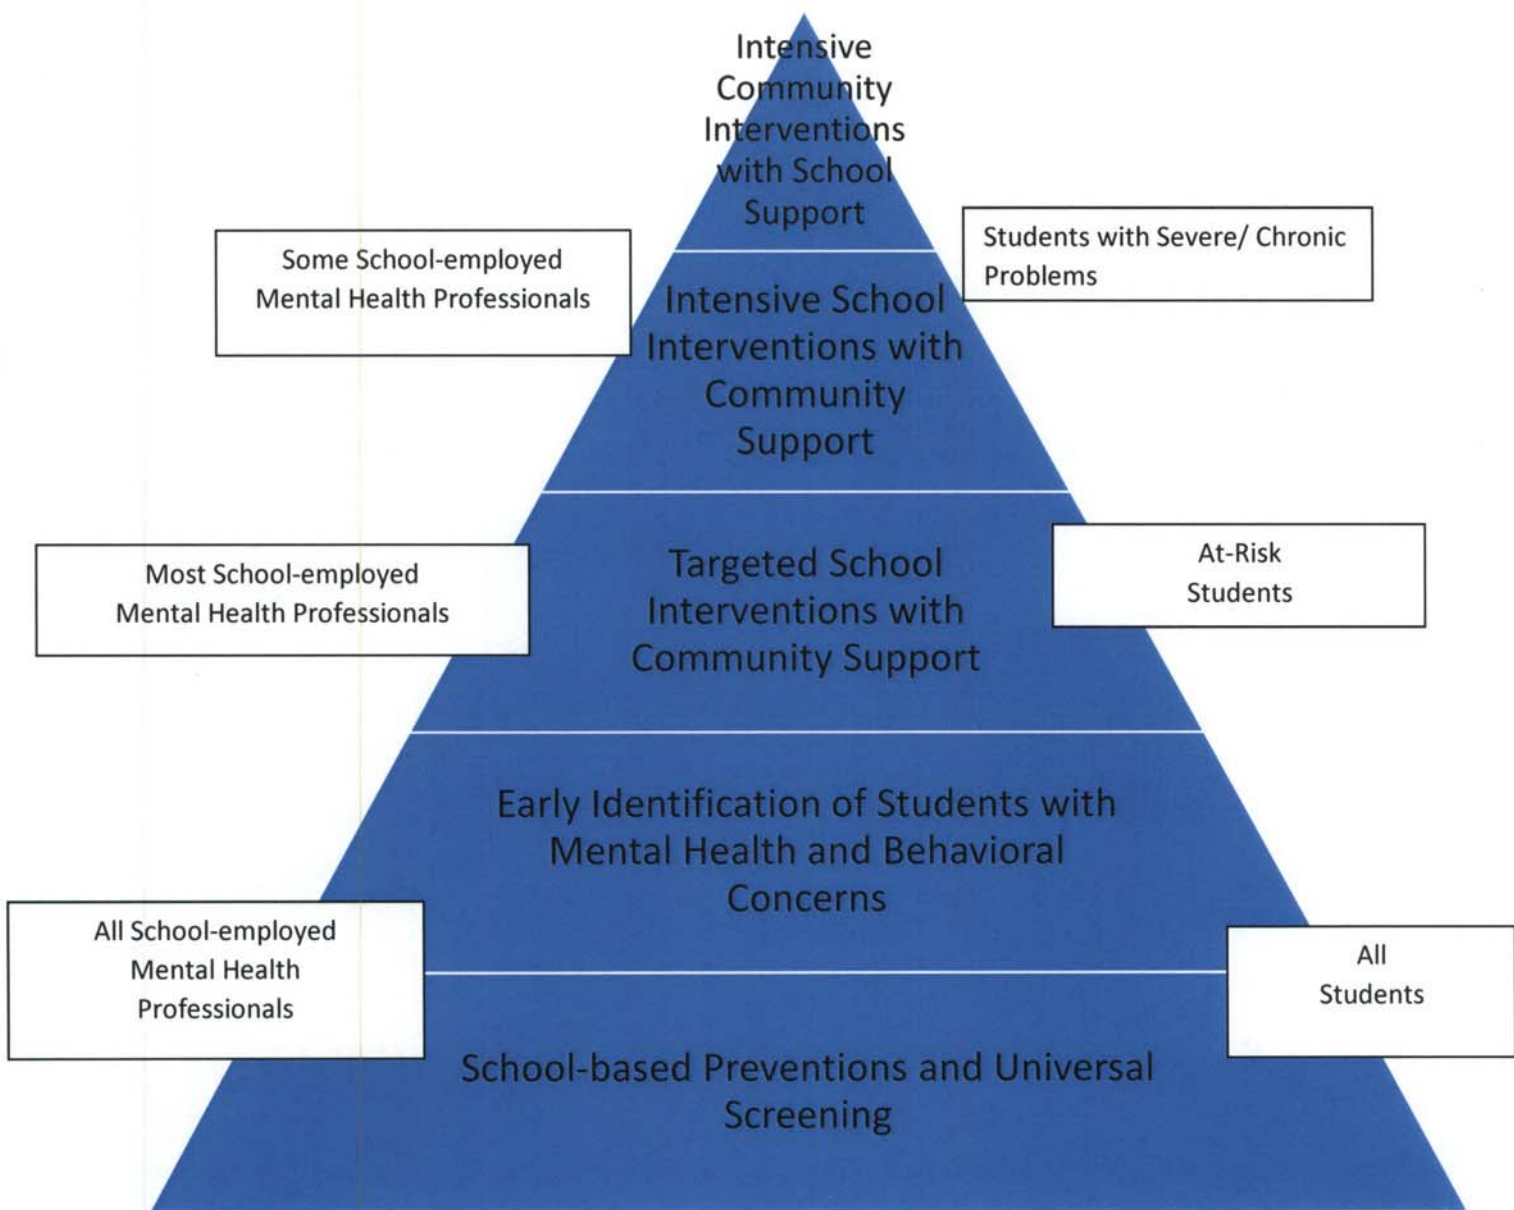 Intensive
Community
Interventions
with School
Support
Some School-employed
Mental Health Professionals
Students with Severe/ Chronic
Problems
Intensive School
Interventions with
Community
Support
Most School-employed
Mental Health Professionals
Targeted School
Interventions with
Community Support
At-Risk
Students
Early Identification of Students with
Mental Health and Behavioral
Concerns
All School-employed
Mental Health
Professionals
All
Students
School-based Preventions and Universal
Screening